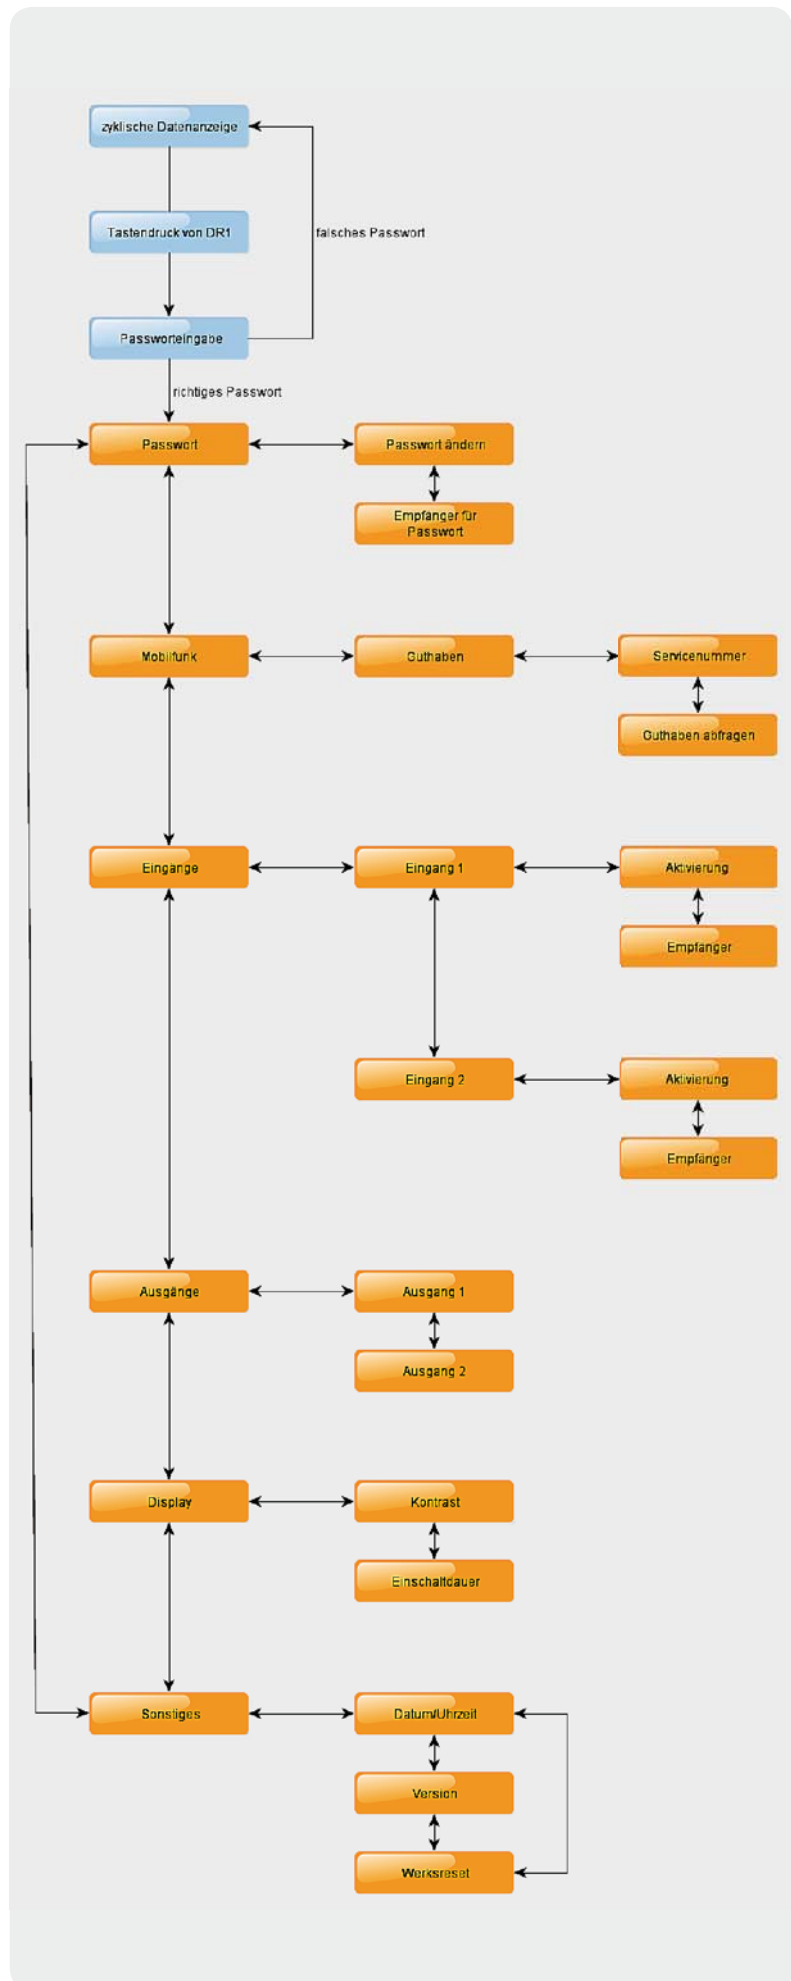 zyklische Datenanzeige
Tastendruck von DR1
falsches Passwort
Passworteingabe
richtiges Passwort
Passwort
Passwort ändern
Empfänger für
Passwort
Mobilfunk
Guthaben
Servicenummer
Guthaben abfragen
Eingänge
Eingang 1
Aktivierung
Empfänger
Eingang 2
Aktivierung
Empfänger
Ausgänge
Ausgang 1
Ausgang 2
Display
Kontrast
Einschaltdauer
Sonstiges
Datum/Uhrzeit
Version
Werksreset